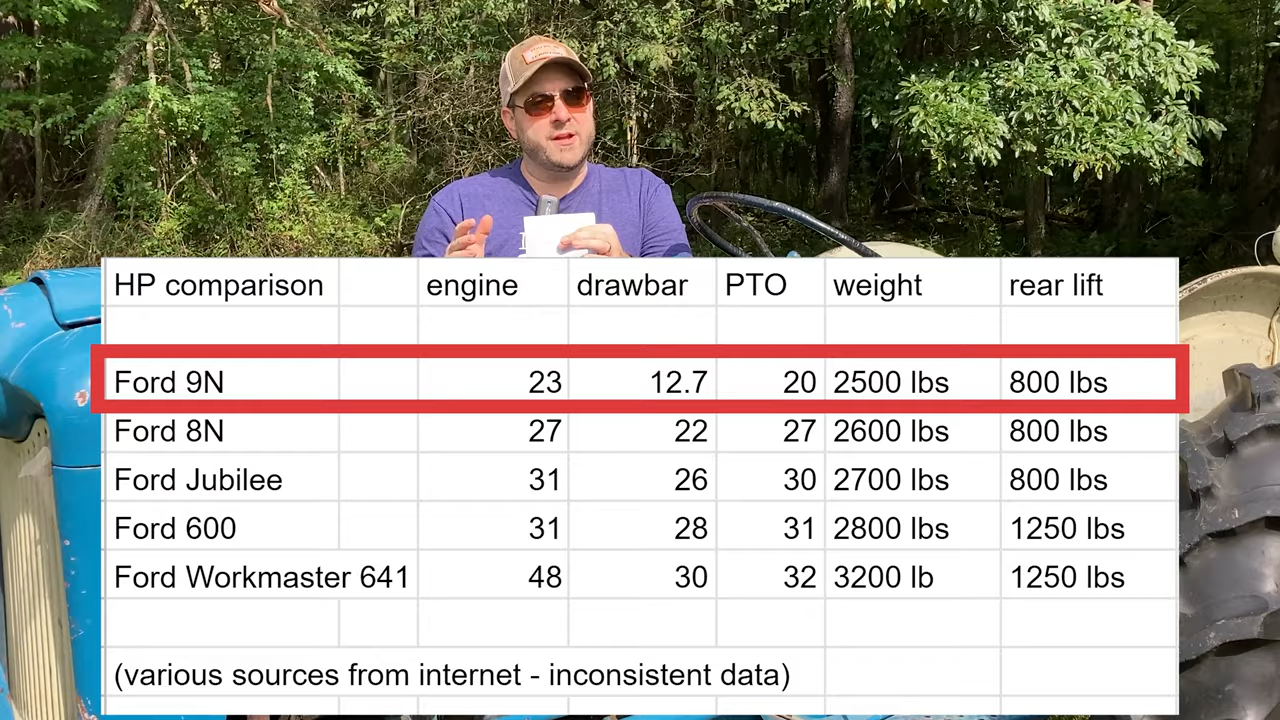 HP comparison engine drawbar PTO weight rear lift
Ford 9N 23 12.7 20 2500 lbs 800 lbs
Ford 8N 27 22 27 2600 lbs 800 lbs
Ford Jubilee 31 26 30 2700 lbs 800 lbs
Ford 600 31 28 31 2800 lbs 1250 lbs
Ford Workmaster 641 48 30 32 3200 lb 1250 lbs
(various sources from internet - inconsistent data)